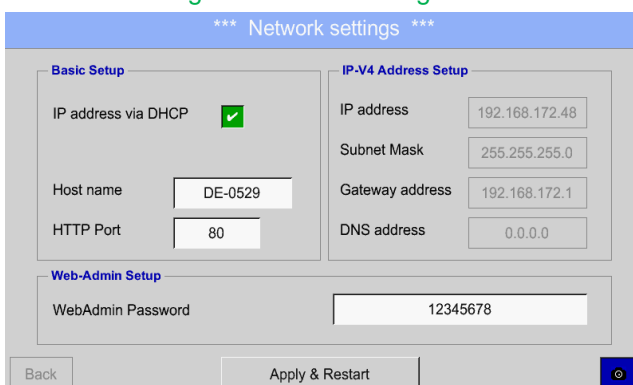 *** Network settings ***
Basic Setup
IP address via DHCP
Host name DE-0529
HTTP Port 80
IP-V4 Address Setup
IP address 192.168.172.48
Subnet Mask 255.255.255.0
Gateway address 192.168.172.1
DNS address 0.0.0.0
Web-Admin Setup
WebAdmin Password 12345678
Back Apply & Restart